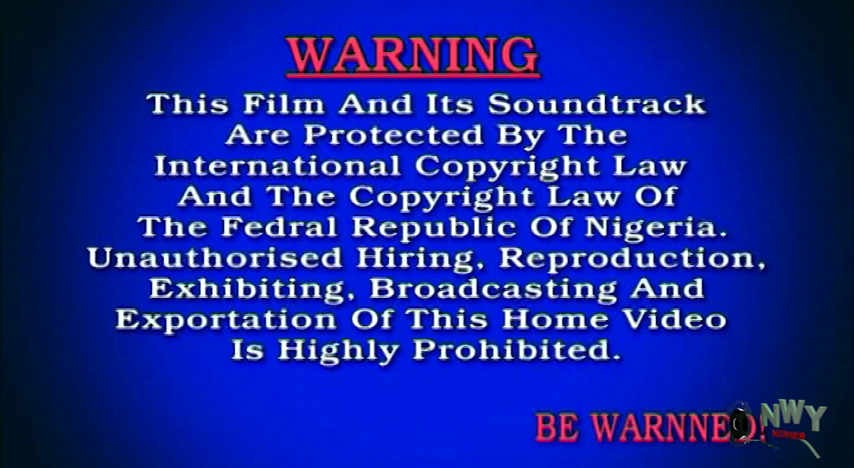 WARNING
This Film And Its Soundtrack
Are Protected By The
International Copyright Law
And The Copyright Law Of
The Fedral Republic Of Nigeria.
Unauthorised Hiring, Reproduction,
Exhibiting, Broadcasting And
Exportation Of This Home Video
Is Highly Prohibited.
BE WARNNED!
NWY
MOVIES